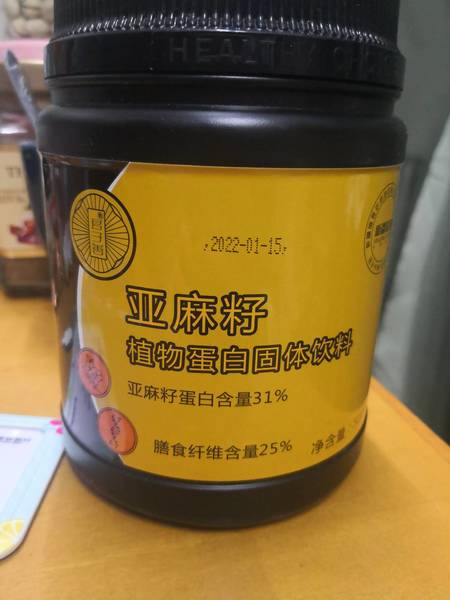 HEALTHY
2022-01-15
亚麻籽
植物蛋白固体饮料
亚麻籽蛋白含量31%
膳食纤维含量25%
净含量